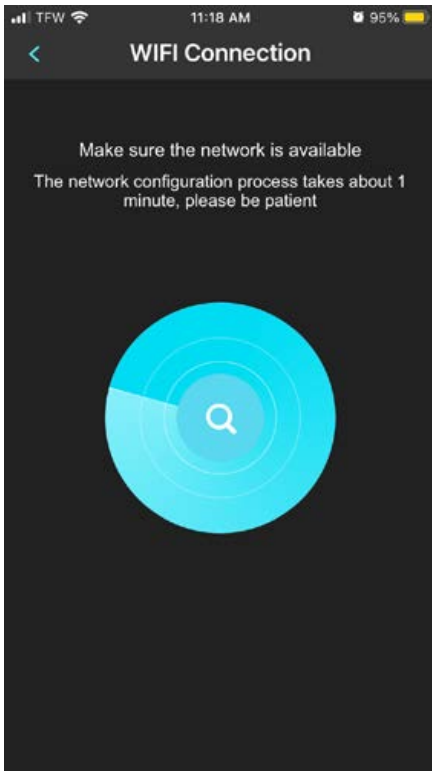 TFW 11:18 AM 95%
WIFI Connection
Make sure the network is available
The network configuration process takes about 1
minute, please be patient